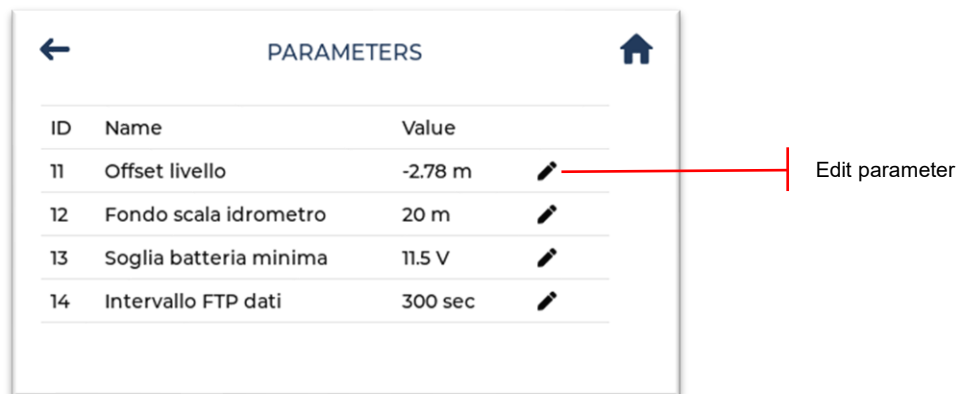 PARAMETERS
ID Name Value
11 Offset livello -2.78 m
Edit parameter
12 Fondo scala idrometro 20 m
13 Soglia batteria minima 11.5 V
14 Intervallo FTP dati 300 sec